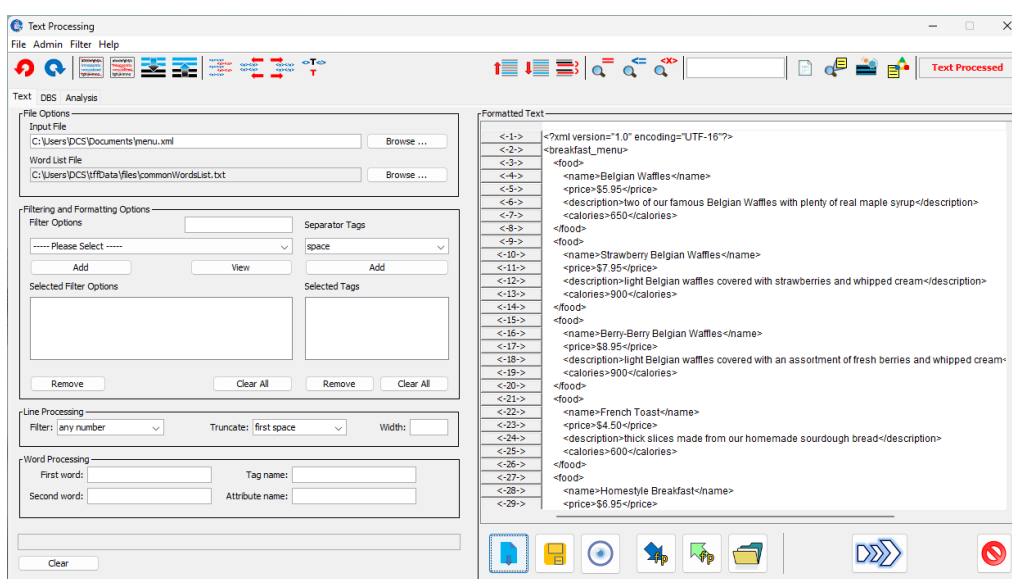 Text Processing
File Admin Filter Help
Text Processed
Text DBS Analysis
File Options
Input File
C:\Users\DCS\Documents\menu.xml Browse ...
Word List File
C:\Users\DCS\tffData\files\commonWordsList.txt Browse ...
Filtering and Formatting Options
Filter Options Separator Tags
----- Please Select ----- space
Add View Add
Selected Filter Options Selected Tags
Remove Clear All Remove Clear All
Line Processing
Filter: any number Truncate: first space Width:
Word Processing
First word: Tag name:
Second word: Attribute name:
Clear
Formatted Text
<-1-> <?xml version="1.0" encoding="UTF-16"?>
<-2-> <breakfast_menu>
<-3-> <food>
<-4-> <name>Belgian Waffles</name>
<-5-> <price>$5.95</price>
<-6-> <description>two of our famous Belgian Waffles with plenty of real maple syrup</description>
<-7-> <calories>650</calories>
<-8-> </food>
<-9-> <food>
<-10-> <name>Strawberry Belgian Waffles</name>
<-11-> <price>$7.95</price>
<-12-> <description>light Belgian waffles covered with strawberries and whipped cream</description>
<-13-> <calories>900</calories>
<-14-> </food>
<-15-> <food>
<-16-> <name>Berry-Berry Belgian Waffles</name>
<-17-> <price>$8.95</price>
<-18-> <description>light Belgian waffles covered with an assortment of fresh berries and whipped cream<
<-19-> <calories>900</calories>
<-20-> </food>
<-21-> <food>
<-22-> <name>French Toast</name>
<-23-> <price>$4.50</price>
<-24-> <description>thick slices made from our homemade sourdough bread</description>
<-25-> <calories>600</calories>
<-26-> </food>
<-27-> <food>
<-28-> <name>Homestyle Breakfast</name>
<-29-> <price>$6.95</price>
fp fp